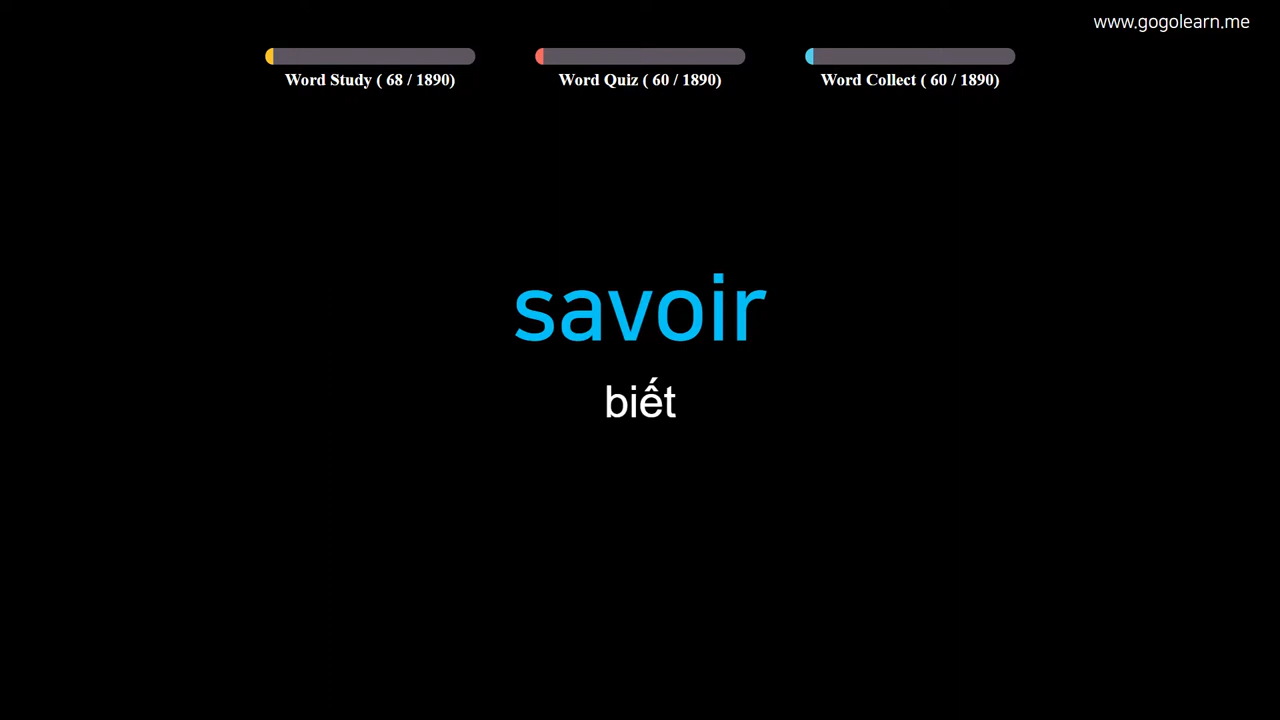 www.gogolearn.me
Word Study ( 68 / 1890)
Word Quiz ( 60 / 1890)
Word Collect ( 60 / 1890)
savoir
biết